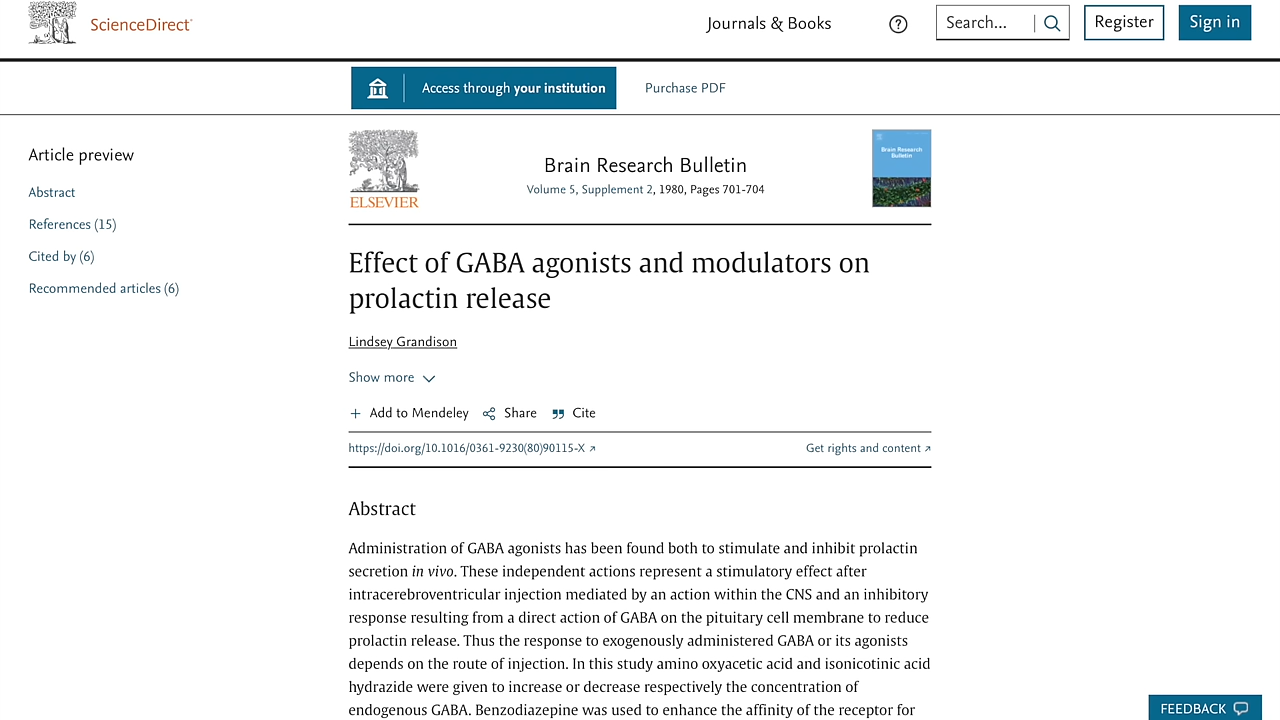 ScienceDirect
Journals & Books
Search...
Register
Sign in
Access through your institution
Purchase PDF
Article preview
Abstract
References (15)
Cited by (6)
Recommended articles (6)
ELSEVIER
Brain Research Bulletin
Volume 5, Supplement 2, 1980, Pages 701-704
Brain Research
Bulletin
Effect of GABA agonists and modulators on
prolactin release
Lindsey Grandison
Show more
Add to Mendeley
Share
Cite
https://doi.org/10.1016/0361-9230(80)90115-X
Get rights and content
Abstract
Administration of GABA agonists has been found both to stimulate and inhibit prolactin
secretion in vivo. These independent actions represent a stimulatory effect after
intracerebroventricular injection mediated by an action within the CNS and an inhibitory
response resulting from a direct action of GABA on the pituitary cell membrane to reduce
prolactin release. Thus the response to exogenously administered GABA or its agonists
depends on the route of injection. In this study amino oxyacetic acid and isonicotinic acid
hydrazide were given to increase or decrease respectively the concentration of
endogenous GABA. Benzodiazepine was used to enhance the affinity of the receptor for
FEEDBACK